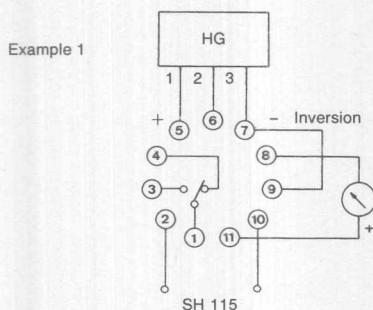 Example 1
HG
1 2 3
+ 5 6 7 − Inversion
4 8
3 9
2 10
1 11 +
SH 115